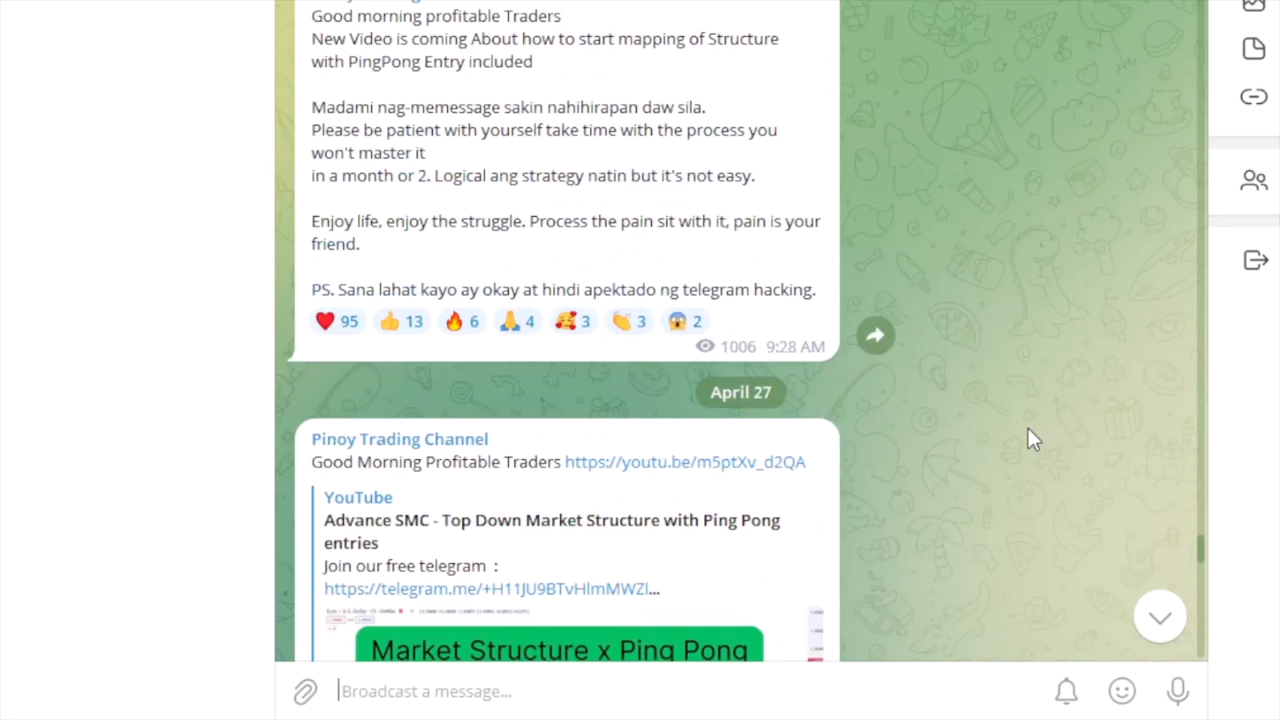 Good morning profitable Traders
New Video is coming About how to start mapping of Structure
with PingPong Entry included
Madami nag-memessage sakin nahihirapan daw sila.
Please be patient with yourself take time with the process you
won't master it
in a month or 2. Logical ang strategy natin but it's not easy.
Enjoy life, enjoy the struggle. Process the pain sit with it, pain is your
friend.
PS. Sana lahat kayo ay okay at hindi apektado ng telegram hacking.
❤️ 95 👍 13 🔥 6 🙏 4 🥰 3 👏 3 😱 2
1006 9:28 AM
April 27
Pinoy Trading Channel
Good Morning Profitable Traders https://youtu.be/m5ptXv_d2QA
YouTube
Advance SMC - Top Down Market Structure with Ping Pong
entries
Join our free telegram :
https://telegram.me/+H11JU9BTvHlmMWZl...
Market Structure x Ping Pong
Broadcast a message...